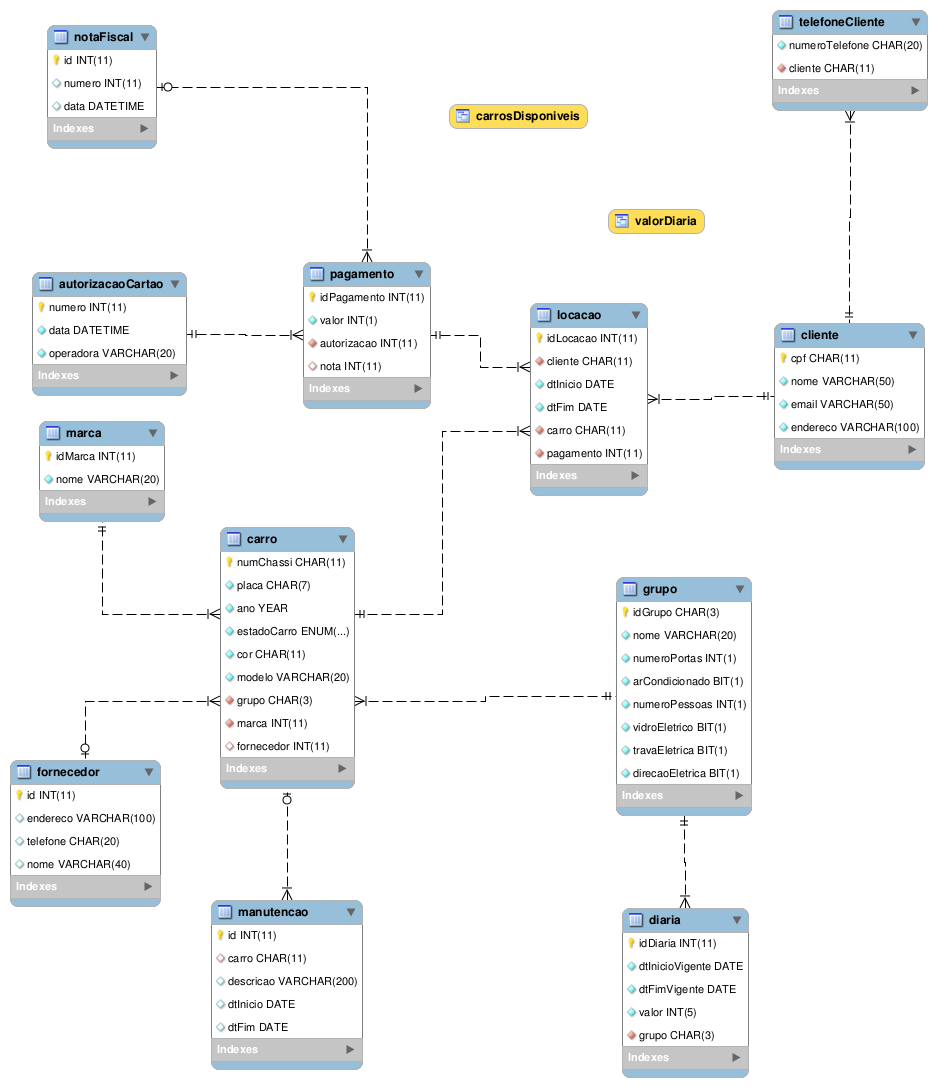 notaFiscal
id INT(11)
numero INT(11)
data DATETIME
Indexes
telefoneCliente
numeroTelefone CHAR(20)
cliente CHAR(11)
Indexes
carrosDisponiveis
valorDiaria
autorizacaoCartao
numero INT(11)
data DATETIME
operadora VARCHAR(20)
Indexes
pagamento
idPagamento INT(11)
valor INT(1)
autorizacao INT(11)
nota INT(11)
Indexes
locacao
idLocacao INT(11)
cliente CHAR(11)
dtInicio DATE
dtFim DATE
carro CHAR(11)
pagamento INT(11)
Indexes
cliente
cpf CHAR(11)
nome VARCHAR(50)
email VARCHAR(50)
endereco VARCHAR(100)
Indexes
marca
idMarca INT(11)
nome VARCHAR(20)
Indexes
carro
numChassi CHAR(11)
placa CHAR(7)
ano YEAR
estadoCarro ENUM(...)
cor CHAR(11)
modelo VARCHAR(20)
grupo CHAR(3)
marca INT(11)
fornecedor INT(11)
Indexes
grupo
idGrupo CHAR(3)
nome VARCHAR(20)
numeroPortas INT(1)
arCondicionado BIT(1)
numeroPessoas INT(1)
vidroEletrico BIT(1)
travaEletrica BIT(1)
direcaoEletrica BIT(1)
Indexes
fornecedor
id INT(11)
endereco VARCHAR(100)
telefone CHAR(20)
nome VARCHAR(40)
Indexes
manutencao
id INT(11)
carro CHAR(11)
descricao VARCHAR(200)
dtInicio DATE
dtFim DATE
Indexes
diaria
idDiaria INT(11)
dtInicioVigente DATE
dtFimVigente DATE
valor INT(5)
grupo CHAR(3)
Indexes